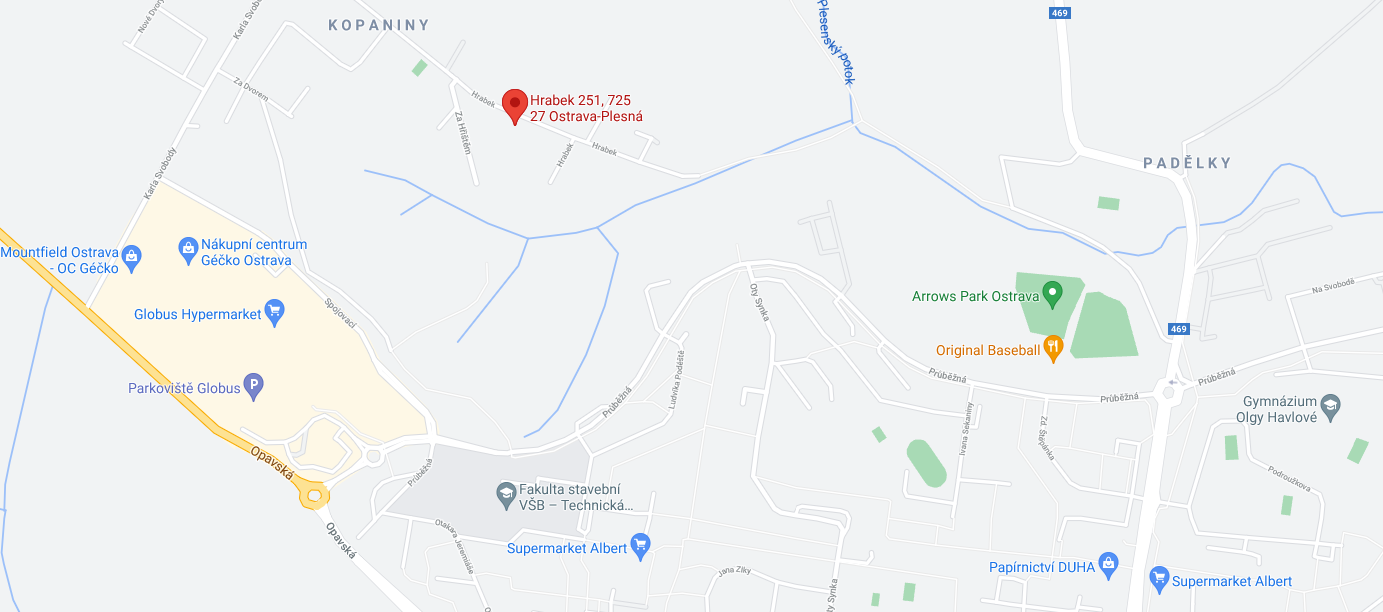 Nové Dvory
Karla Svobody
KOPANINY
Plesenský potok
469
Za Dvorem
Hrabek
Hrabek 251, 725
27 Ostrava-Plesná
Za Hřištěm
Hrabek
Hrabek
Karla Svobody
PADĚLKY
Mountfield Ostrava
- OC Géčko
Nákupní centrum
Géčko Ostrava
Globus Hypermarket
Spojovací
Oty Synka
Arrows Park Ostrava
Na Svobodě
469
Original Baseball
Parkoviště Globus
Průběžná
Ludvíka Poděště
Průběžná
Průběžná
Průběžná
Gymnázium
Olgy Havlové
Ivana Sekaniny
Zd. Štěpánka
Opavská
Průběžná
Podroužkova
Fakulta stavební
VŠB – Technická...
Otakara Jeremiáše
Opavská
Supermarket Albert
Jana Zlky
Oty Synka
Papírnictví DUHA
Supermarket Albert
P